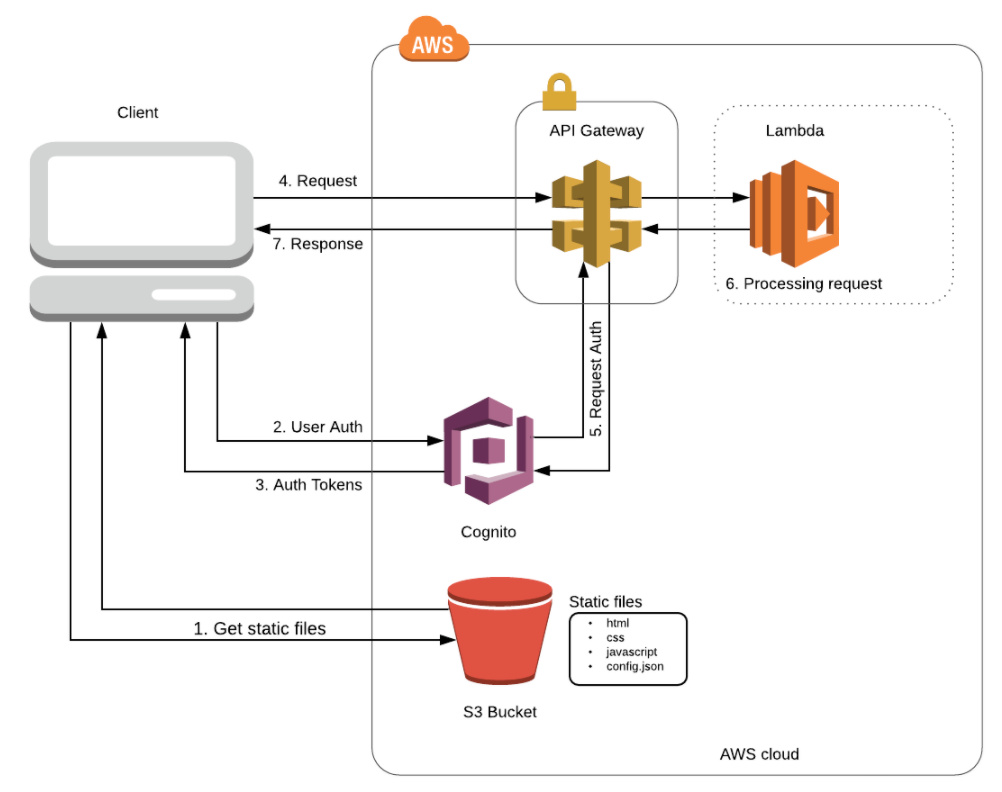 AWS
Client
API Gateway
Lambda
4. Request
7. Response
6. Processing request
5. Request Auth
2. User Auth
3. Auth Tokens
Cognito
Static files
html
css
javascript
config.json
1. Get static files
S3 Bucket
AWS cloud